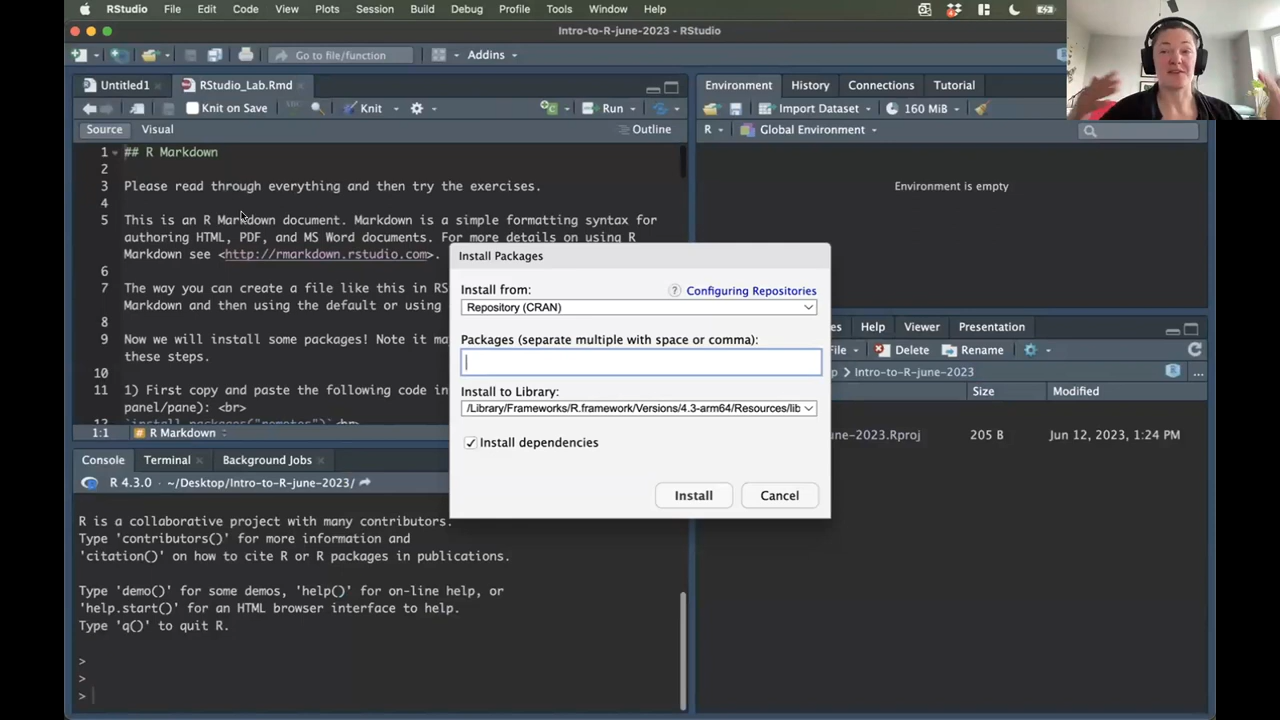 RStudio File Edit Code View Plots Session Build Debug Profile Tools Window Help
Intro-to-R-june-2023 - RStudio
Go to file/function Addins
Untitled1 RStudio_Lab.Rmd
Knit on Save Knit Run
Source Visual Outline
1 ## R Markdown
2
3 Please read through everything and then try the exercises.
4
5 This is an R Markdown document. Markdown is a simple formatting syntax for
authoring HTML, PDF, and MS Word documents. For more details on using R
Markdown see <http://rmarkdown.rstudio.com>.
6
7 The way you can create a file like this in RS
Markdown and then using the default or using
8
9 Now we will install some packages! Note it ma
these steps.
10
11 1) First copy and paste the following code in
panel/pane): <br>
`install.packages("remotes")`<br>
1:1 R Markdown
Console Terminal Background Jobs
R 4.3.0 · ~/Desktop/Intro-to-R-june-2023/
R is a collaborative project with many contributors.
Type 'contributors()' for more information and
'citation()' on how to cite R or R packages in publications.
Type 'demo()' for some demos, 'help()' for on-line help, or
'help.start()' for an HTML browser interface to help.
Type 'q()' to quit R.
>
>
>
Install Packages
Install from: ? Configuring Repositories
Repository (CRAN)
Packages (separate multiple with space or comma):
Install to Library:
/Library/Frameworks/R.framework/Versions/4.3-arm64/Resources/lib
Install dependencies
Install Cancel
Environment History Connections Tutorial
Import Dataset 160 MiB
R Global Environment
Environment is empty
es Help Viewer Presentation
File Delete Rename
p Intro-to-R-june-2023 ...
Size Modified
une-2023.Rproj 205 B Jun 12, 2023, 1:24 PM